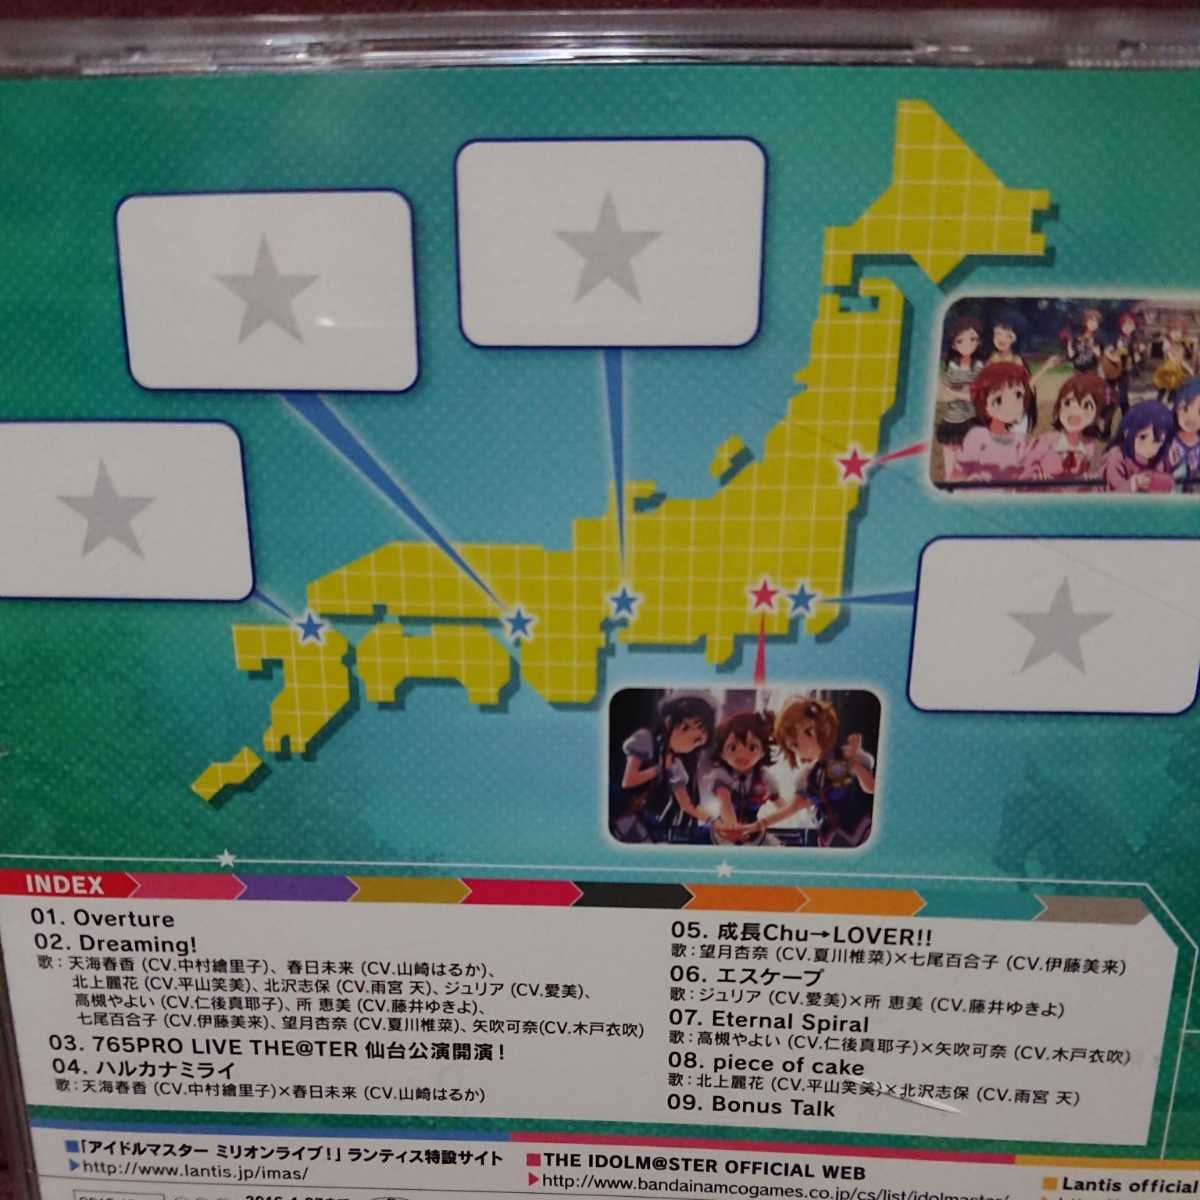 INDEX
01. Overture
02. Dreaming!
歌：天海春香 (CV.中村繪里子)、春日未来 (CV.山崎はるか)、
北上麗花 (CV.平山笑美)、北沢志保 (CV.雨宮 天)、ジュリア (CV.愛美)、
高槻やよい (CV.仁後真耶子)、所 恵美 (CV.藤井ゆきよ)、
七尾百合子 (CV.伊藤美来)、望月杏奈 (CV.夏川椎菜)、矢吹可奈(CV.木戸衣吹)
03. 765PRO LIVE THE@TER 仙台公演開演！
04. ハルカナミライ
歌：天海春香 (CV.中村繪里子)×春日未来 (CV.山崎はるか)
05. 成長Chu→LOVER!!
歌：望月杏奈 (CV.夏川椎菜)×七尾百合子 (CV.伊藤美来)
06. エスケープ
歌：ジュリア (CV.愛美)×所 恵美 (CV.藤井ゆきよ)
07. Eternal Spiral
歌：高槻やよい (CV.仁後真耶子)×矢吹可奈 (CV.木戸衣吹)
08. piece of cake
歌：北上麗花 (CV.平山笑美)×北沢志保 (CV.雨宮 天)
09. Bonus Talk
■「アイドルマスター ミリオンライブ！」ランティス特設サイト
▶http://www.lantis.jp/imas/
■THE IDOLM@STER OFFICIAL WEB
▶http://www.bandainamcogames.co.jp/cs/list/idolmaster/
■Lantis official